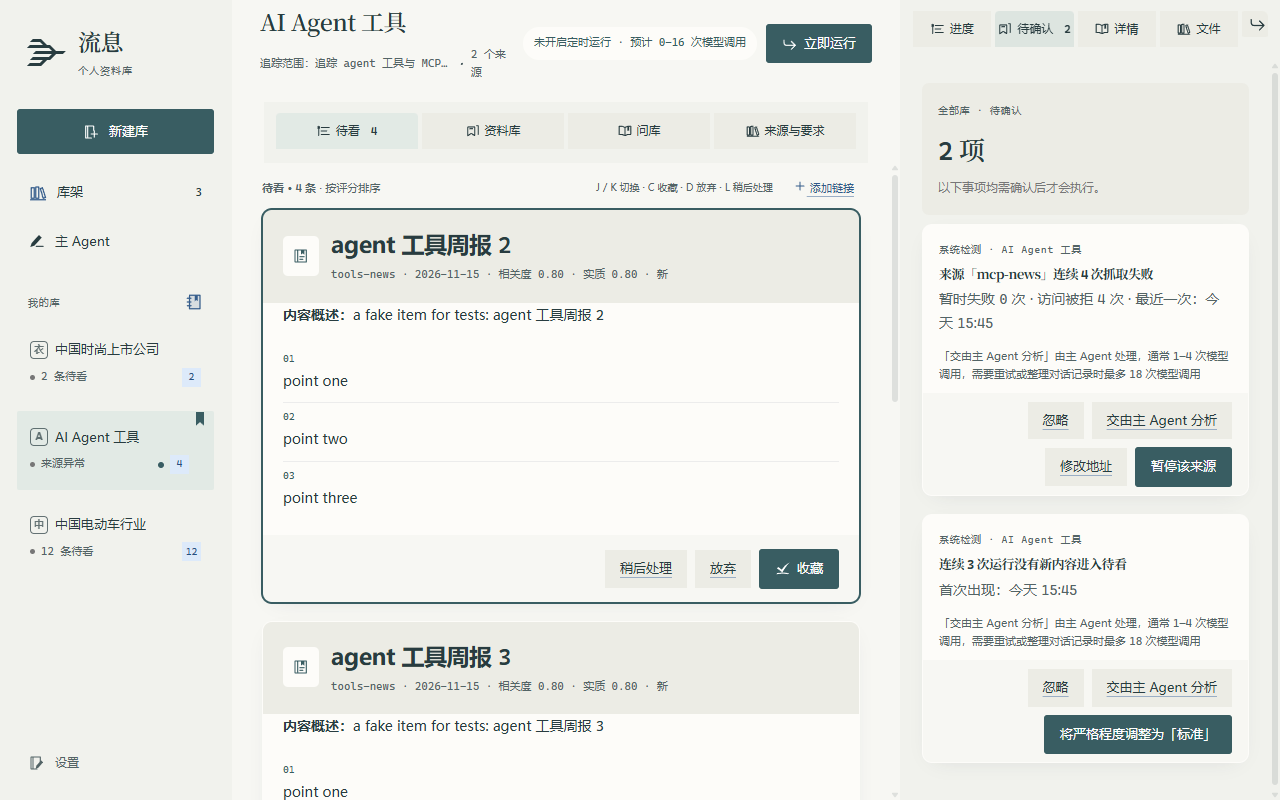 流息
个人资料库
新建库
库架 3
主 Agent
我的库
衣 中国时尚上市公司
2 条待看 2
A AI Agent 工具
来源异常 4
中 中国电动车行业
12 条待看 12
设置
AI Agent 工具
追踪范围: 追踪 agent 工具与 MCP… · 2 个来源
未开启定时运行 · 预计 0–16 次模型调用
立即运行
待看 4
资料库
问库
来源与要求
待看 • 4 条 · 按评分排序
J / K 切换 · C 收藏 · D 放弃 · L 稍后处理
添加链接
agent 工具周报 2
tools-news · 2026-11-15 · 相关度 0.80 · 实质 0.80 · 新
内容概述：a fake item for tests: agent 工具周报 2
01
point one
02
point two
03
point three
稍后处理
放弃
收藏
agent 工具周报 3
tools-news · 2026-11-15 · 相关度 0.80 · 实质 0.80 · 新
内容概述：a fake item for tests: agent 工具周报 3
01
point one
进度
待确认 2
详情
文件
全部库 · 待确认
2 项
以下事项均需确认后才会执行。
系统检测 · AI Agent 工具
来源「mcp-news」连续 4 次抓取失败
暂时失败 0 次 · 访问被拒 4 次 · 最近一次：今
天 15:45
「交由主 Agent 分析」由主 Agent 处理，通常 1–4 次模型
调用，需要重试或整理对话记录时最多 18 次模型调用
忽略
交由主 Agent 分析
修改地址
暂停该来源
系统检测 · AI Agent 工具
连续 3 次运行没有新内容进入待看
首次出现：今天 15:45
「交由主 Agent 分析」由主 Agent 处理，通常 1–4 次模型
调用，需要重试或整理对话记录时最多 18 次模型调用
忽略
交由主 Agent 分析
将严格程度调整为「标准」